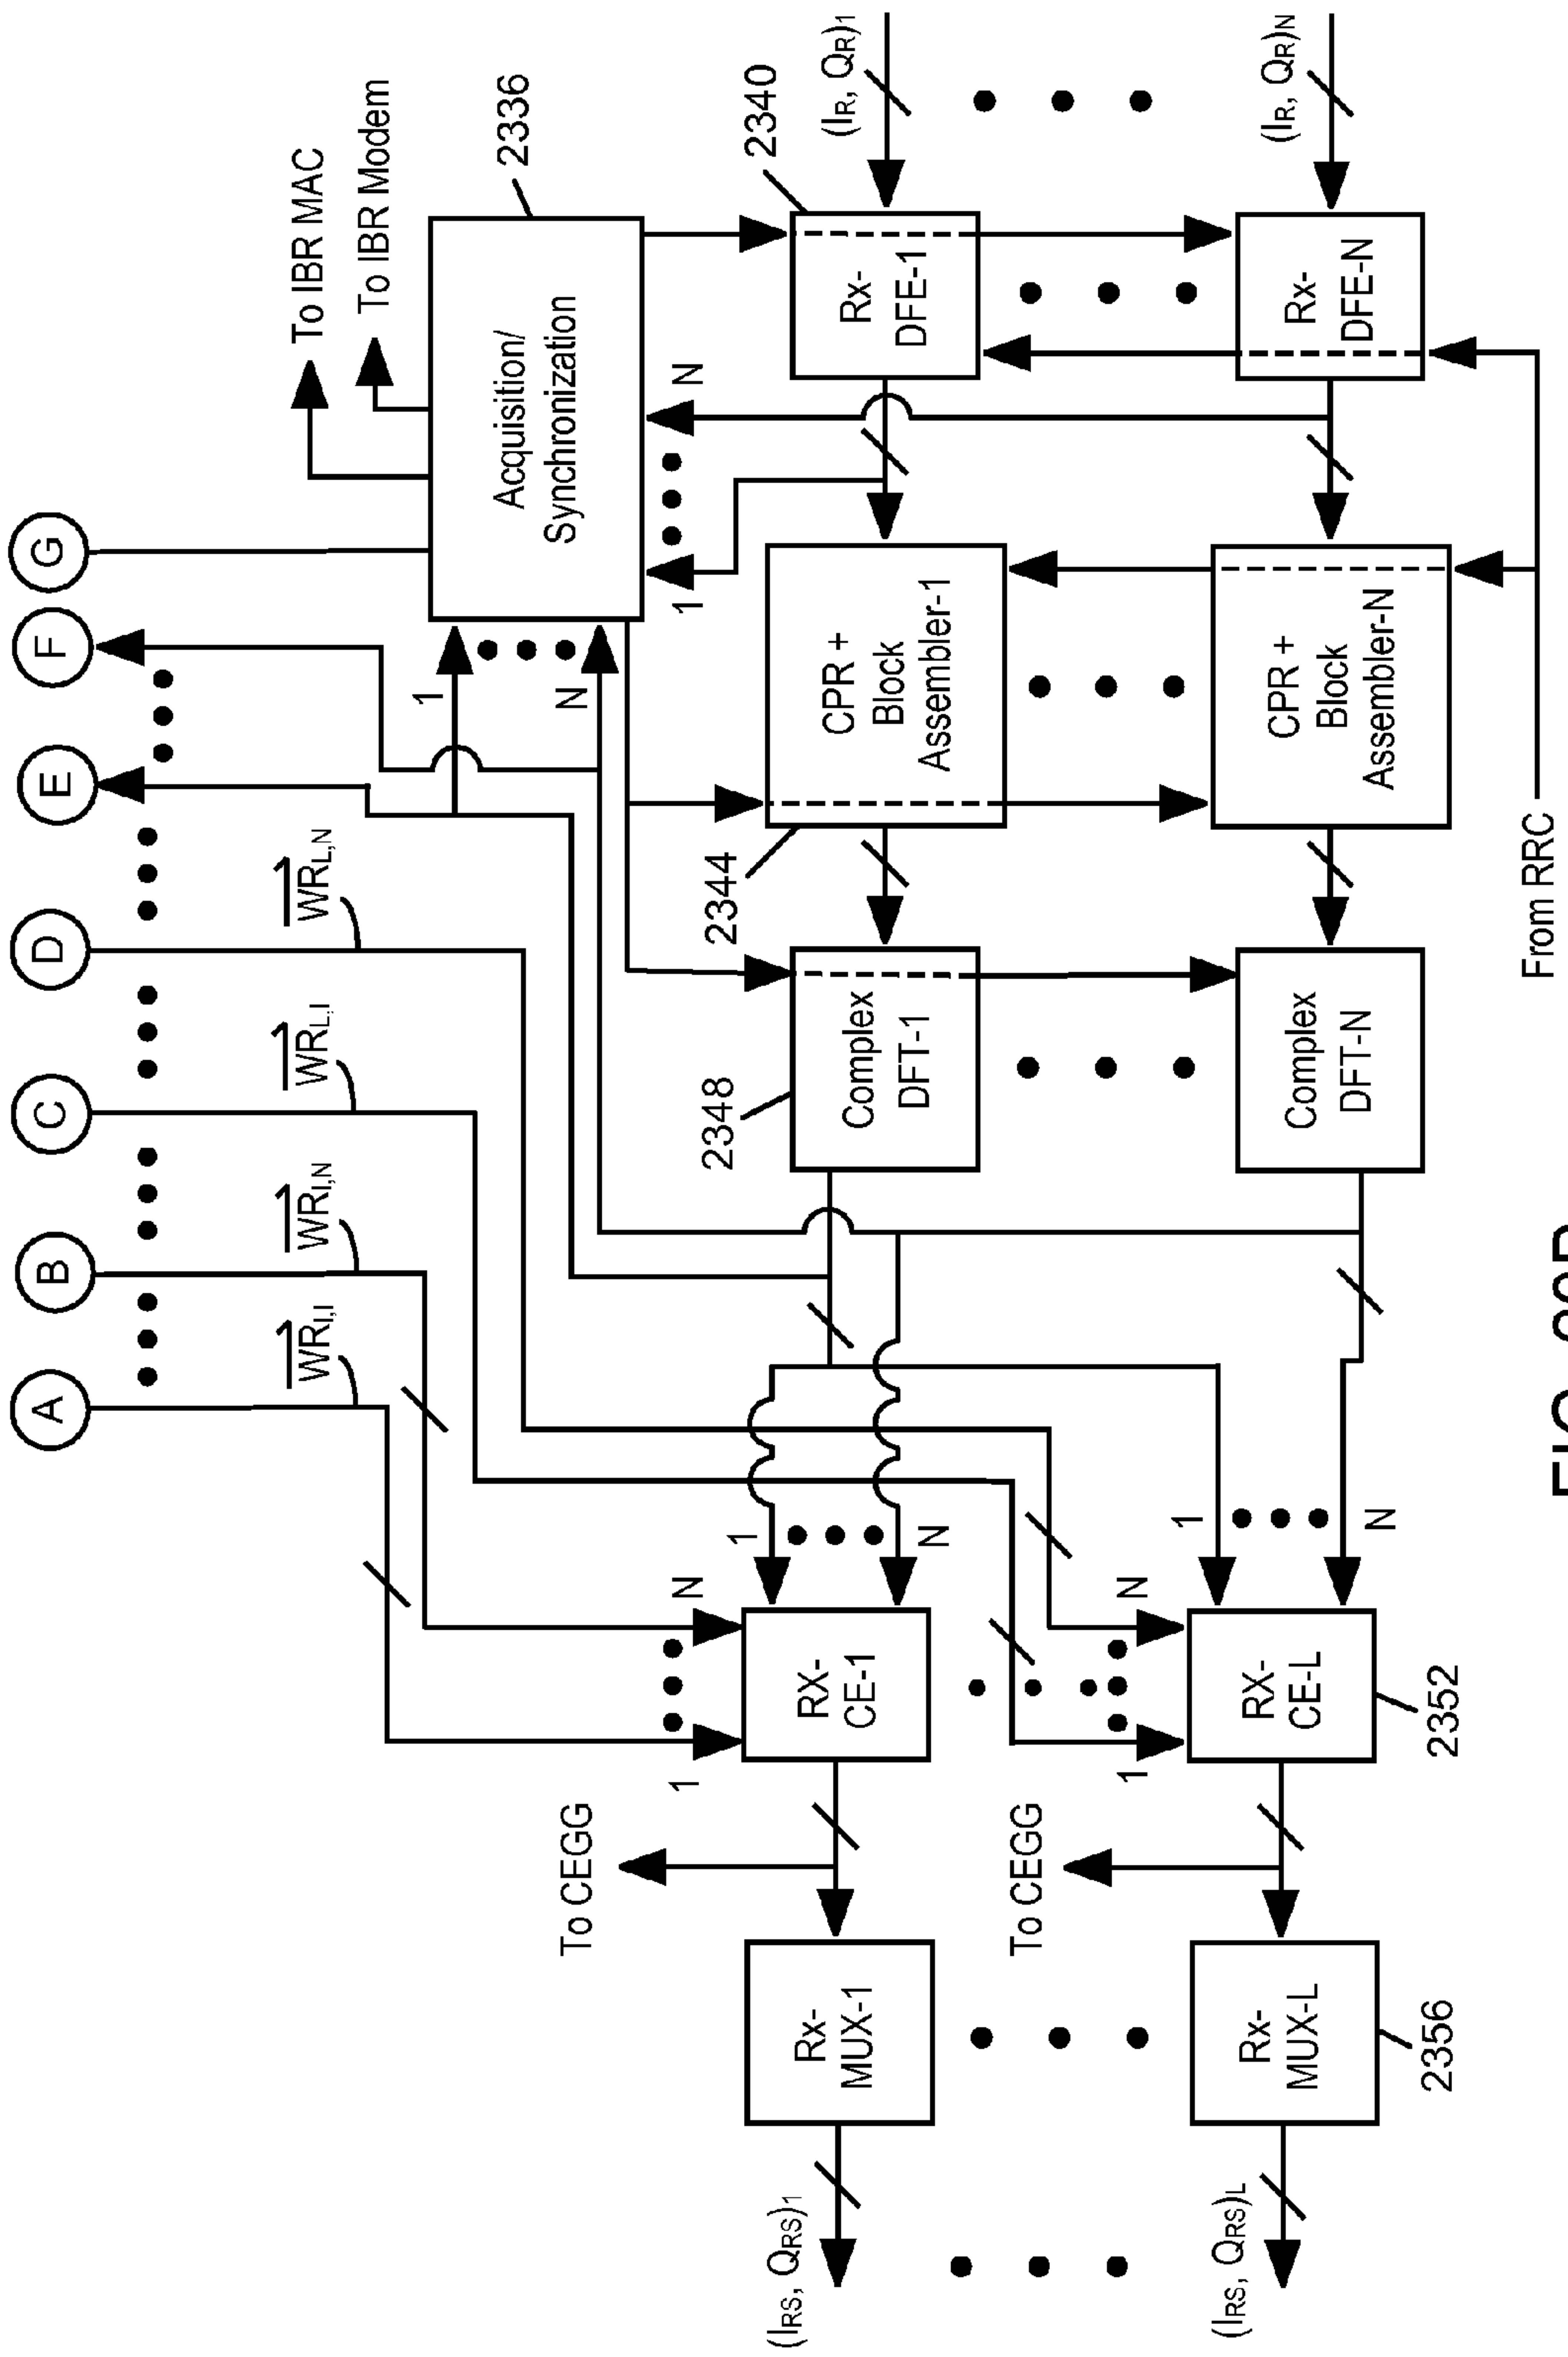 A
B
C
D
E
F
G
WRI,I
WRI,N
WRL,I
WRL,N
To IBR MAC
To IBR Modem
2336
Acquisition/
Synchronization
1
N
1
N
2340
(IR, QR)1
Rx-
DFE-1
(IR, QR)N
Rx-
DFE-N
2344
CPR +
Block
Assembler-1
CPR +
Block
Assembler-N
From RRC
2348
Complex
DFT-1
Complex
DFT-N
1
N
1
N
RX-
CE-1
1
N
1
N
RX-
CE-L
2352
To CEGG
To CEGG
Rx-
MUX-1
Rx-
MUX-L
2356
(IRS, QRS)1
(IRS, QRS)L